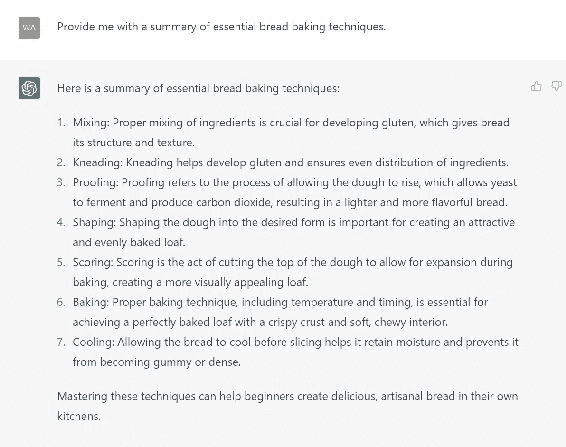 WA
Provide me with a summary of essential bread baking techniques.
Here is a summary of essential bread baking techniques:
1. Mixing: Proper mixing of ingredients is crucial for developing gluten, which gives bread
its structure and texture.
2. Kneading: Kneading helps develop gluten and ensures even distribution of ingredients.
3. Proofing: Proofing refers to the process of allowing the dough to rise, which allows yeast
to ferment and produce carbon dioxide, resulting in a lighter and more flavorful bread.
4. Shaping: Shaping the dough into the desired form is important for creating an attractive
and evenly baked loaf.
5. Scoring: Scoring is the act of cutting the top of the dough to allow for expansion during
baking, creating a more visually appealing loaf.
6. Baking: Proper baking technique, including temperature and timing, is essential for
achieving a perfectly baked loaf with a crispy crust and soft, chewy interior.
7. Cooling: Allowing the bread to cool before slicing helps it retain moisture and prevents it
from becoming gummy or dense.
Mastering these techniques can help beginners create delicious, artisanal bread in their own
kitchens.